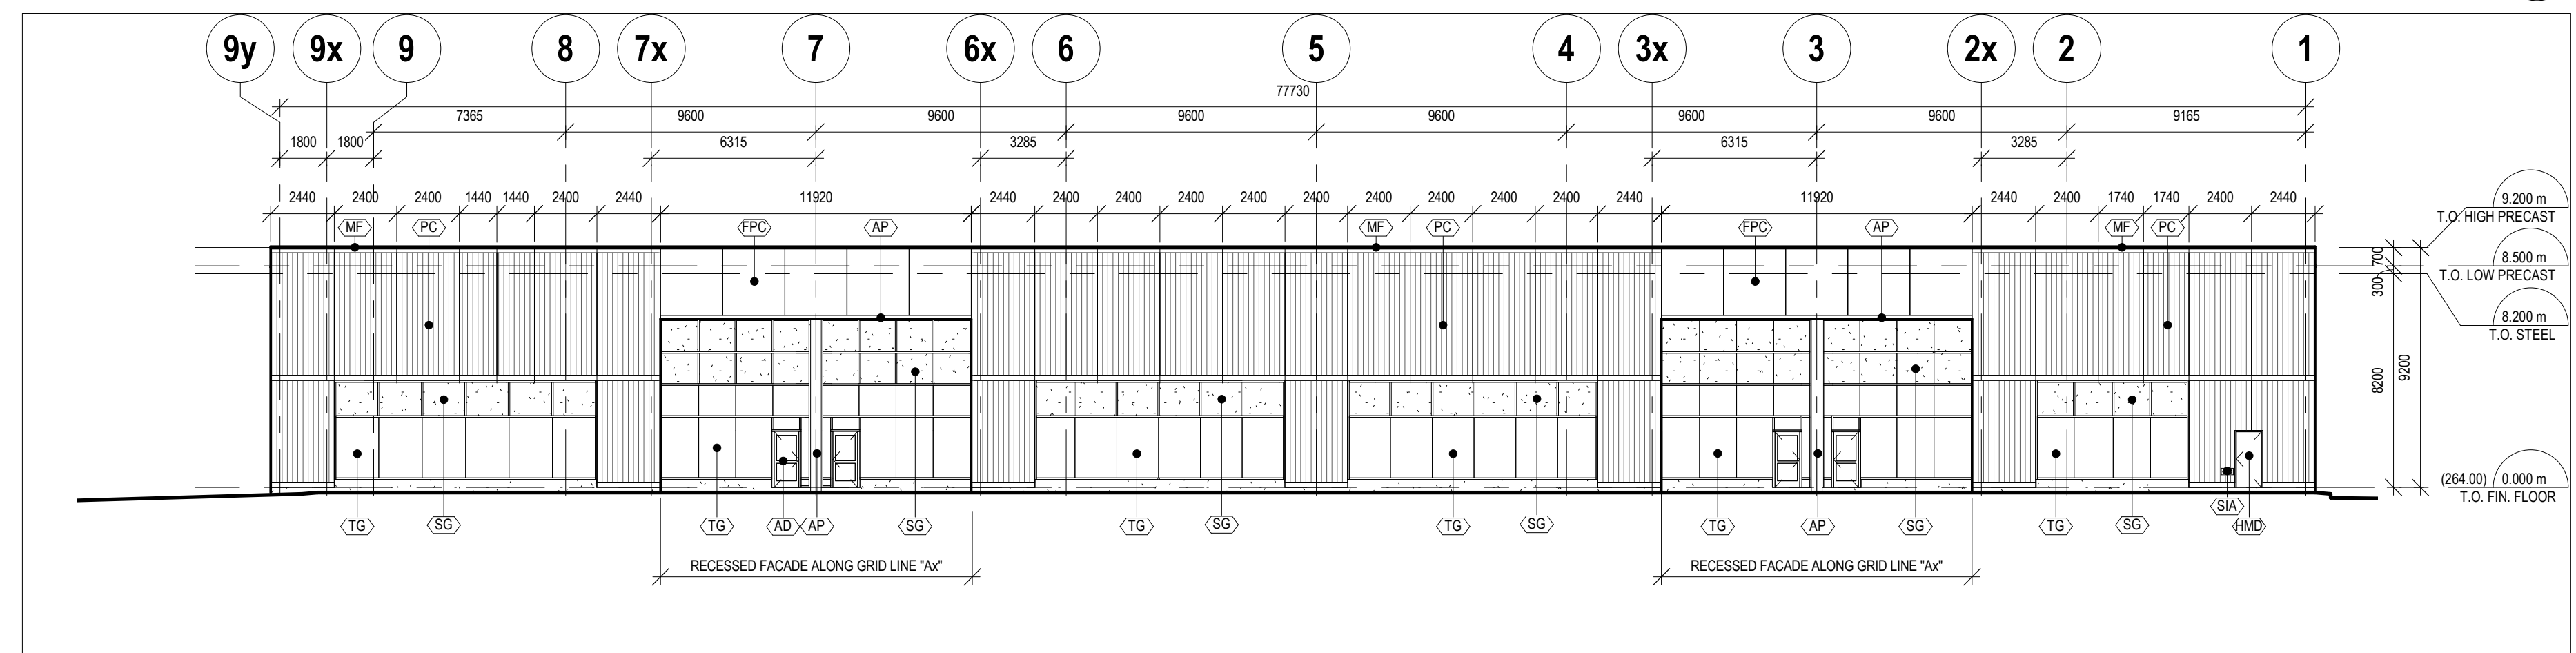 9y 9x 9 8 7x 7 6x 6 5 4 3x 3 2x 2 1
77730
7365 9600 9600 9600 9600 9600 9600 9165
1800 1800 6315 3285 6315 3285
2440 2400 2400 1440 1440 2400 2440 11920 2440 2400 2400 2400 2400 2400 2400 2400 2400 2400 2440 11920 2440 2400 1740 1740 2400 2440
MF PC FPC AP MF PC FPC AP MF PC
9.200 m
T.O. HIGH PRECAST
8.500 m
T.O. LOW PRECAST
8.200 m
T.O. STEEL
700
300
8200
9200
(264.00) 0.000 m
T.O. FIN. FLOOR
TG SG TG AD AP SG TG SG TG SG TG AP SG TG SG SIA HMD
RECESSED FACADE ALONG GRID LINE "Ax"
RECESSED FACADE ALONG GRID LINE "Ax"